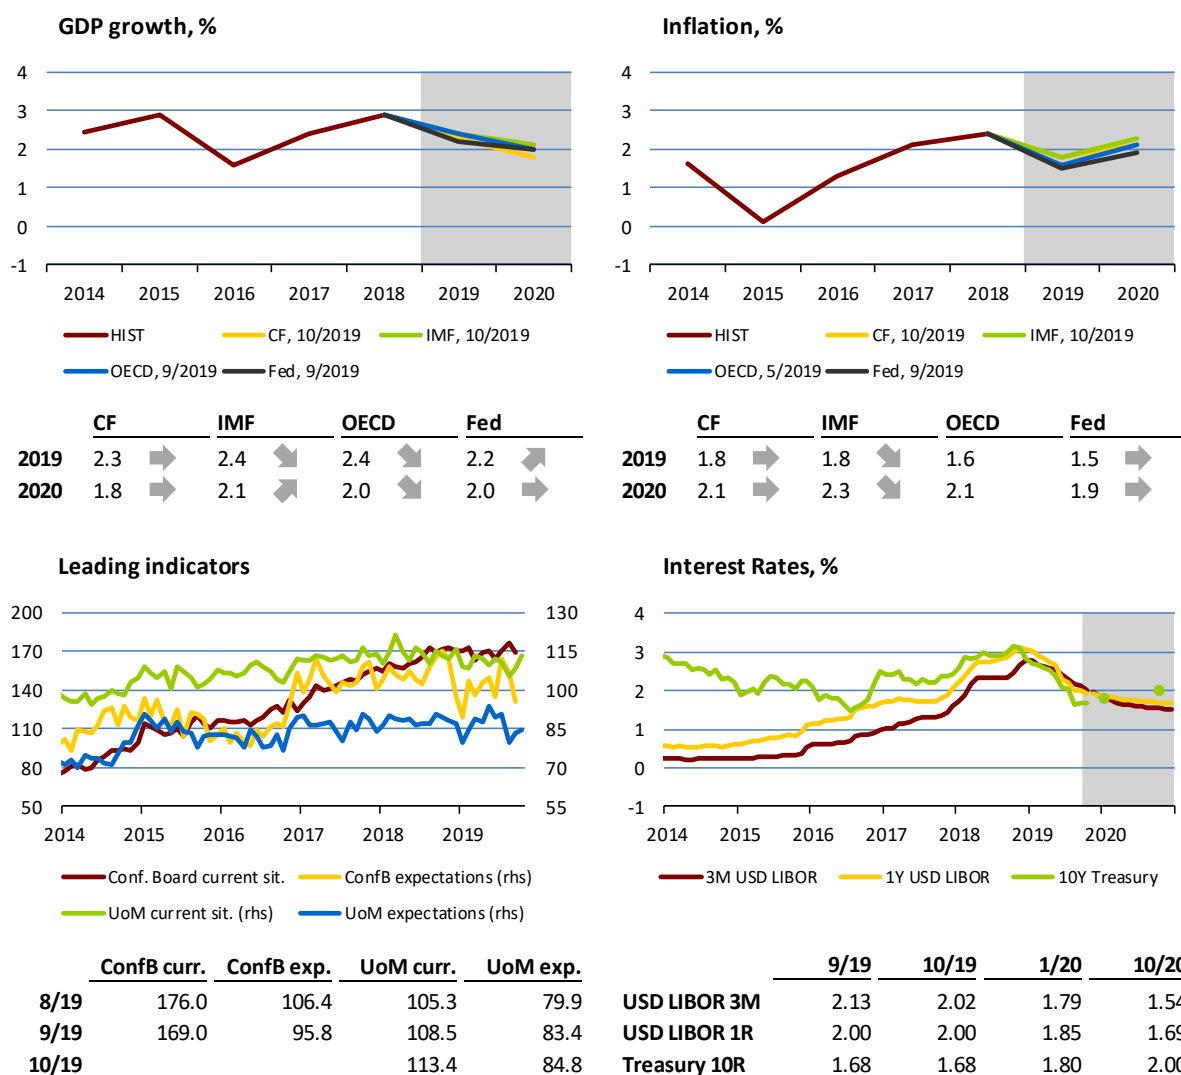 GDP growth, %
4
3
2
1
0
-1
2014 2015 2016 2017 2018 2019 2020
HIST CF, 10/2019 IMF, 10/2019
OECD, 9/2019 Fed, 9/2019
CF IMF OECD Fed
2019 2.3 2.4 2.4 2.2
2020 1.8 2.1 2.0 2.0
Inflation, %
4
3
2
1
0
-1
2014 2015 2016 2017 2018 2019 2020
HIST CF, 10/2019 IMF, 10/2019
OECD, 5/2019 Fed, 9/2019
CF IMF OECD Fed
2019 1.8 1.8 1.6 1.5
2020 2.1 2.3 2.1 1.9
Leading indicators
200 130
170 115
140 100
110 85
80 70
50 55
2014 2015 2016 2017 2018 2019
Conf. Board current sit. ConfB expectations (rhs)
UoM current sit. (rhs) UoM expectations (rhs)
ConfB curr. ConfB exp. UoM curr. UoM exp.
8/19 176.0 106.4 105.3 79.9
9/19 169.0 95.8 108.5 83.4
10/19 113.4 84.8
Interest Rates, %
4
3
2
1
0
-1
2014 2015 2016 2017 2018 2019 2020
3M USD LIBOR 1Y USD LIBOR 10Y Treasury
9/19 10/19 1/20 10/20
USD LIBOR 3M 2.13 2.02 1.79 1.54
USD LIBOR 1R 2.00 2.00 1.85 1.69
Treasury 10R 1.68 1.68 1.80 2.00